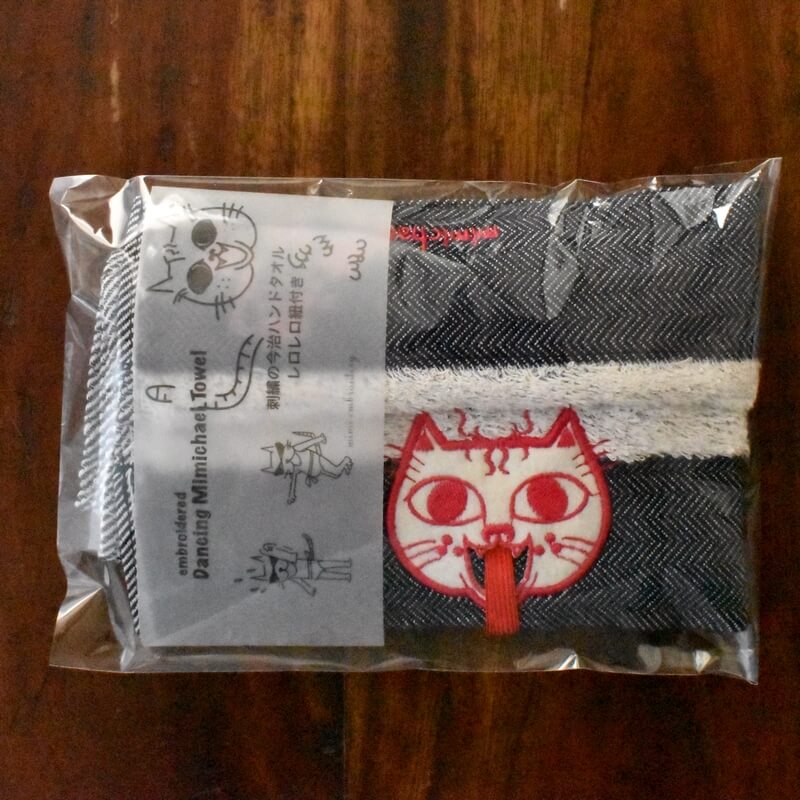 embroidered
Dancing Mimichael Towel
刺繍の今治ハンドタオル
レロレロ紐付き
embroidery